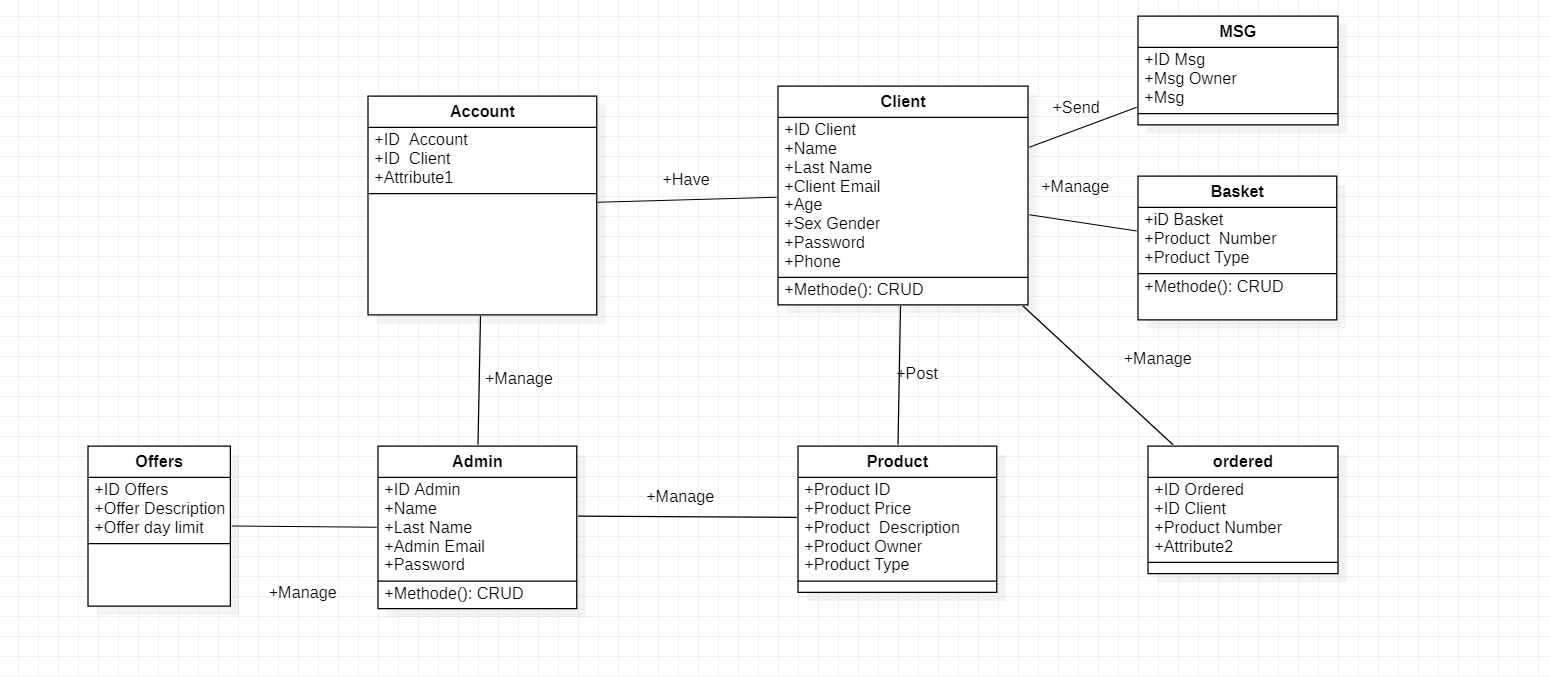 MSG
+ID Msg
+Msg Owner
+Msg
Account
+ID  Account
+ID  Client
+Attribute1
Client
+ID Client
+Name
+Last Name
+Client Email
+Age
+Sex Gender
+Password
+Phone
+Methode(): CRUD
+Send
+Have
+Manage
Basket
+iD Basket
+Product  Number
+Product Type
+Methode(): CRUD
+Manage
+Post
+Manage
Offers
+ID Offers
+Offer Description
+Offer day limit
+Manage
Admin
+ID Admin
+Name
+Last Name
+Admin Email
+Password
+Methode(): CRUD
+Manage
Product
+Product ID
+Product Price
+Product  Description
+Product Owner
+Product Type
ordered
+ID Ordered
+ID Client
+Product Number
+Attribute2